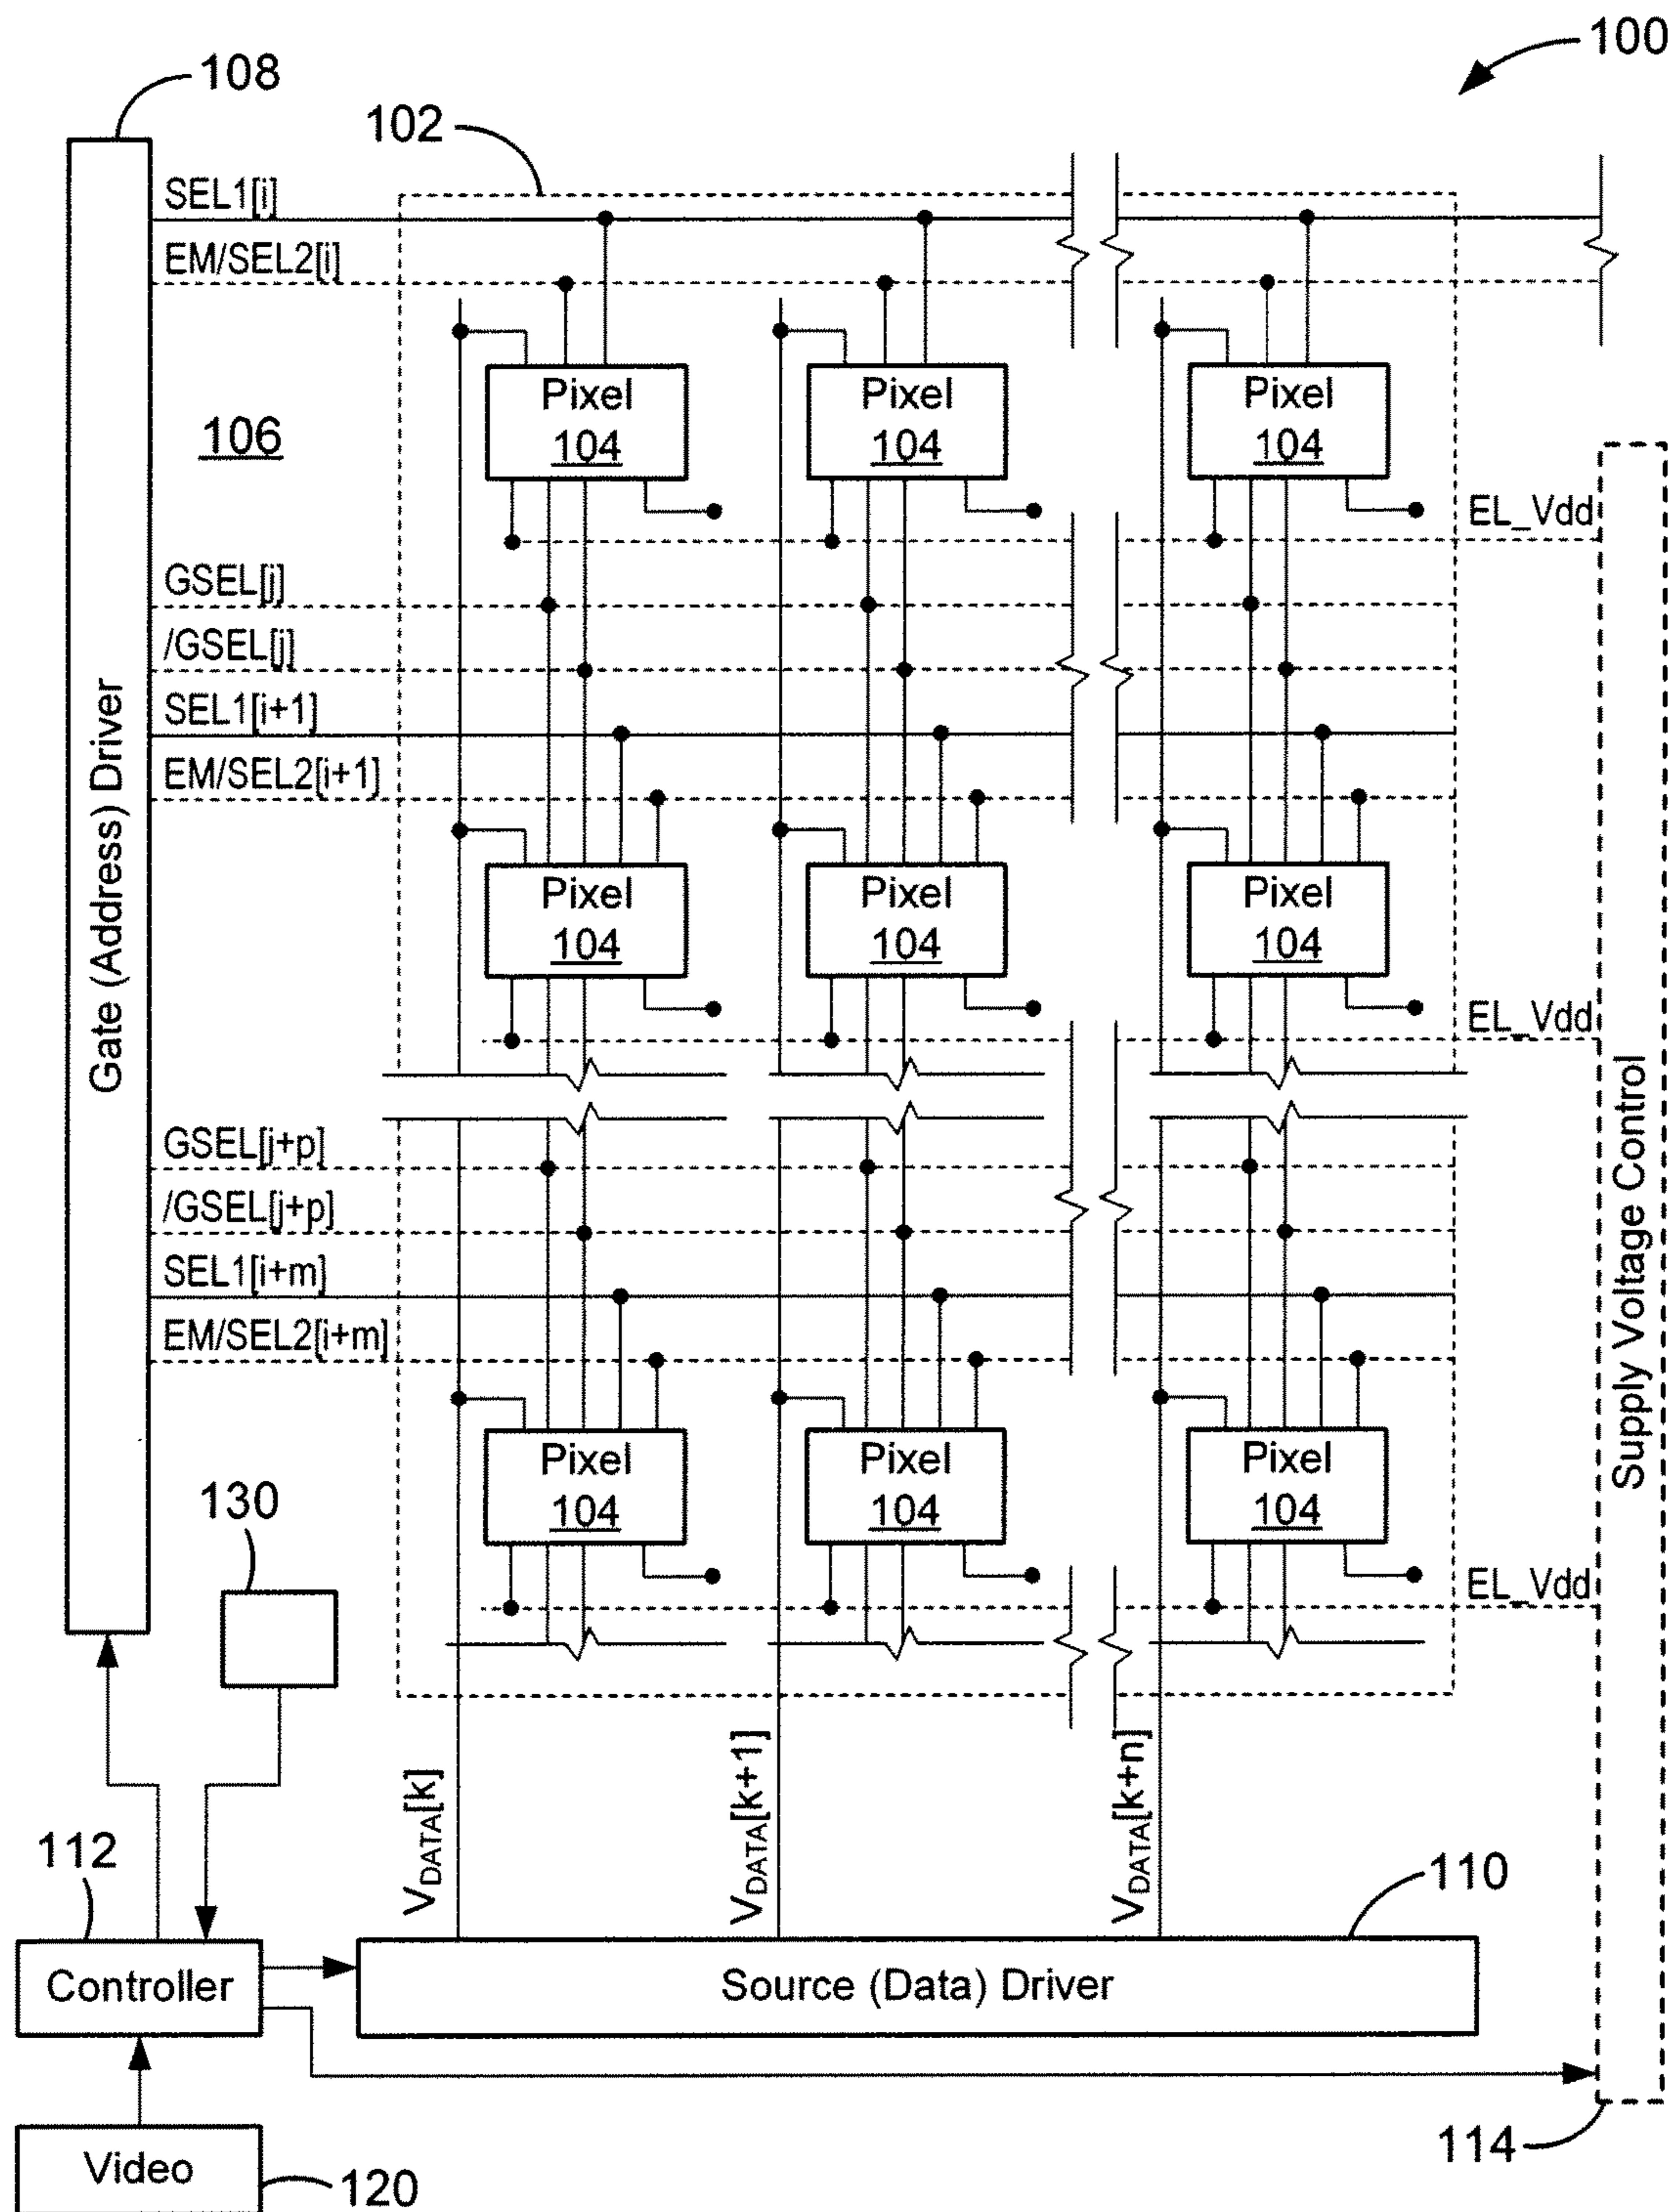 100
108
102
SEL1[i]
EM/SEL2[i]
Pixel
104
Pixel
104
Pixel
104
106
EL_Vdd
GSEL[j]
/GSEL[j]
SEL1[i+1]
EM/SEL2[i+1]
Gate (Address) Driver
Pixel
104
Pixel
104
Pixel
104
EL_Vdd
Supply Voltage Control
GSEL[j+p]
/GSEL[j+p]
SEL1[i+m]
EM/SEL2[i+m]
Pixel
104
Pixel
104
Pixel
104
130
EL_Vdd
VDATA[k]
VDATA[k+1]
VDATA[k+n]
112
110
Controller
Source (Data) Driver
114
Video
120